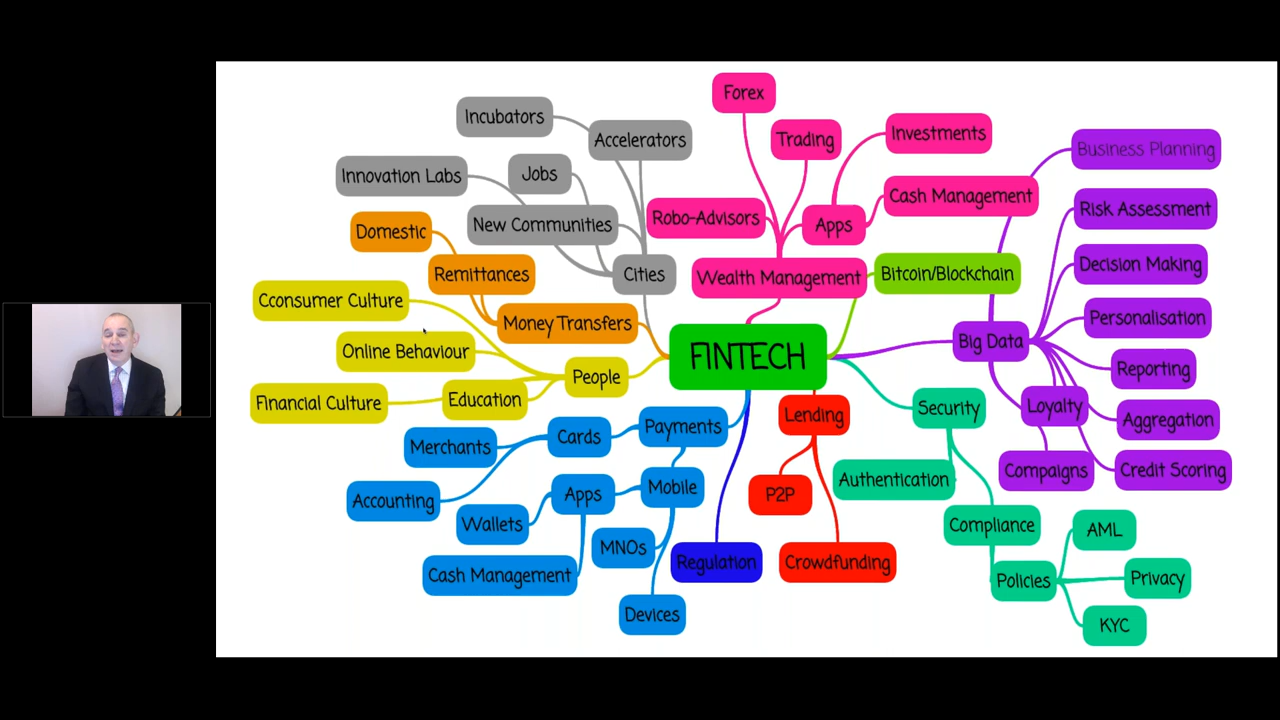 Forex
Incubators
Accelerators
Trading
Investments
Business Planning
Innovation Labs
Jobs
Cash Management
Risk Assessment
New Communities
Robo-Advisors
Apps
Domestic
Remittances
Cities
Wealth Management
Bitcoin/Blockchain
Decision Making
Cconsumer Culture
Money Transfers
Personalisation
Online Behaviour
FINTECH
Big Data
People
Reporting
Financial Culture
Education
Lending
Security
Loyalty
Aggregation
Merchants
Cards
Payments
Authentication
Compaigns
Credit Scoring
Accounting
Apps
Mobile
P2P
Wallets
Compliance
AML
MNOs
Regulation
Crowdfunding
Cash Management
Policies
Privacy
Devices
KYC